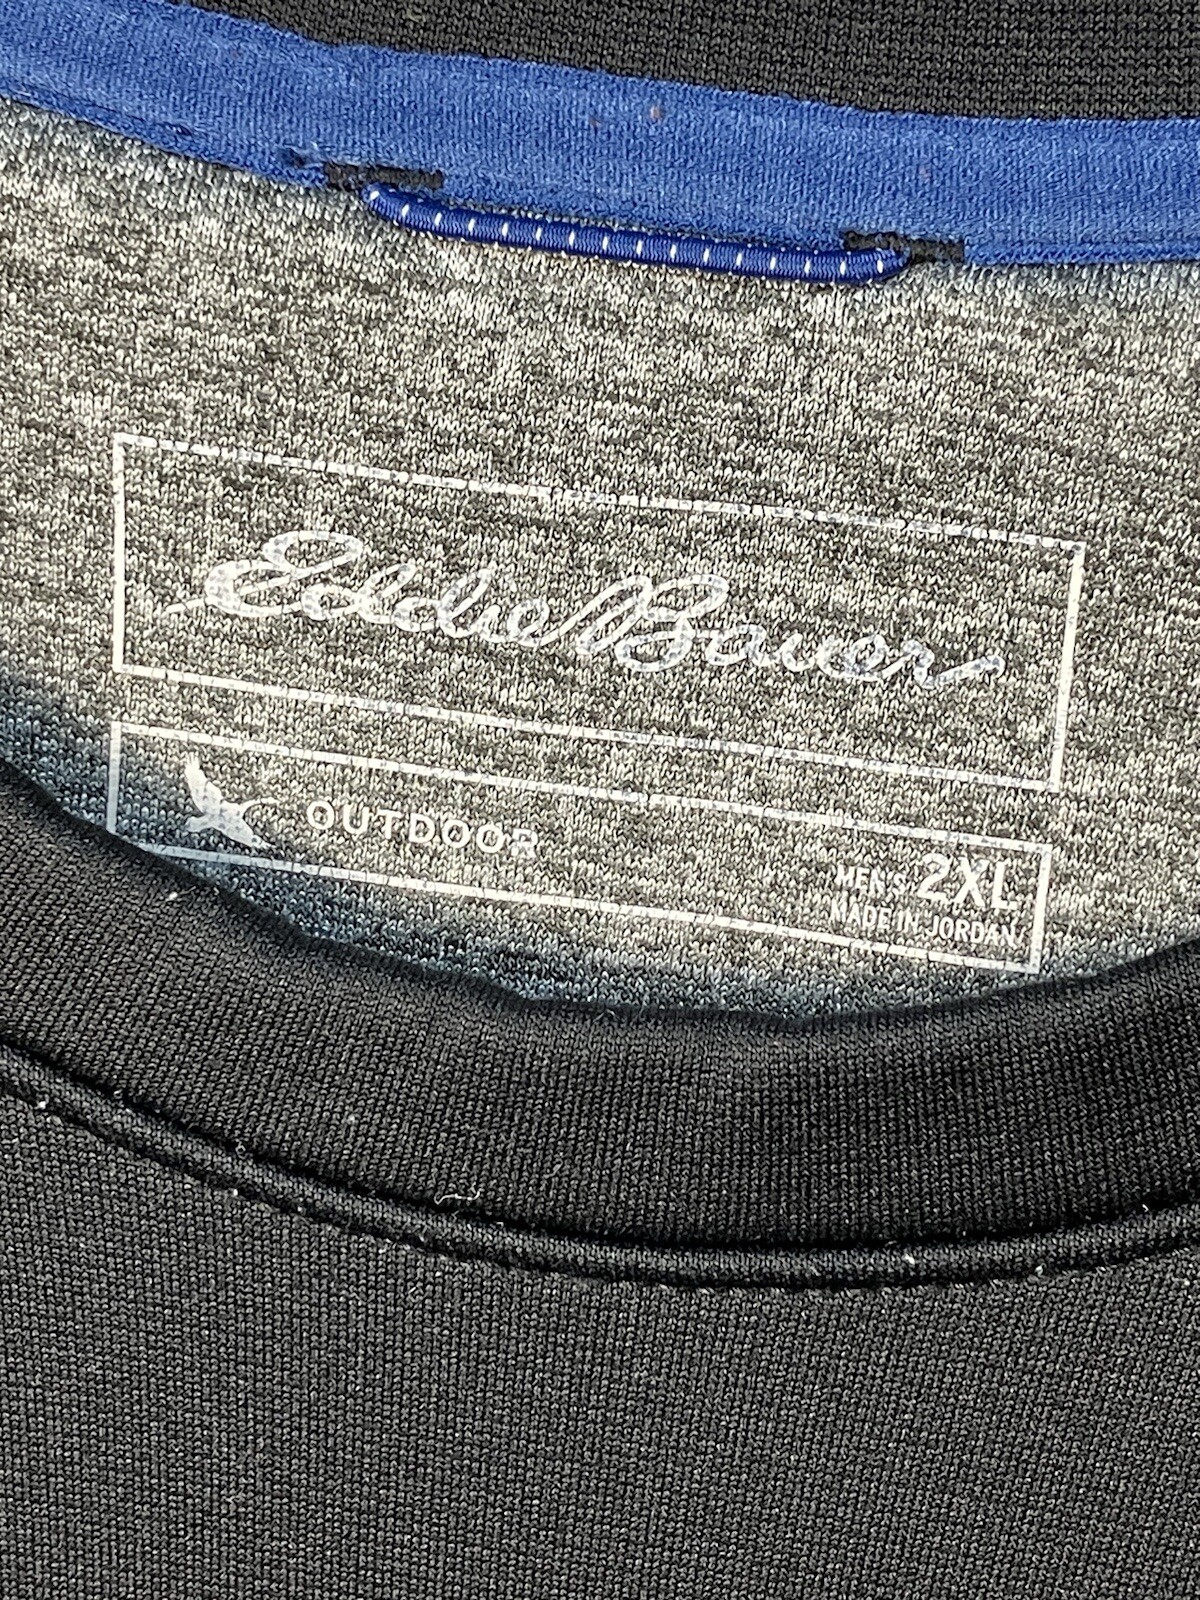 Eddie Bauer
OUTDOOR
MEN'S 2XL
MADE IN JORDAN